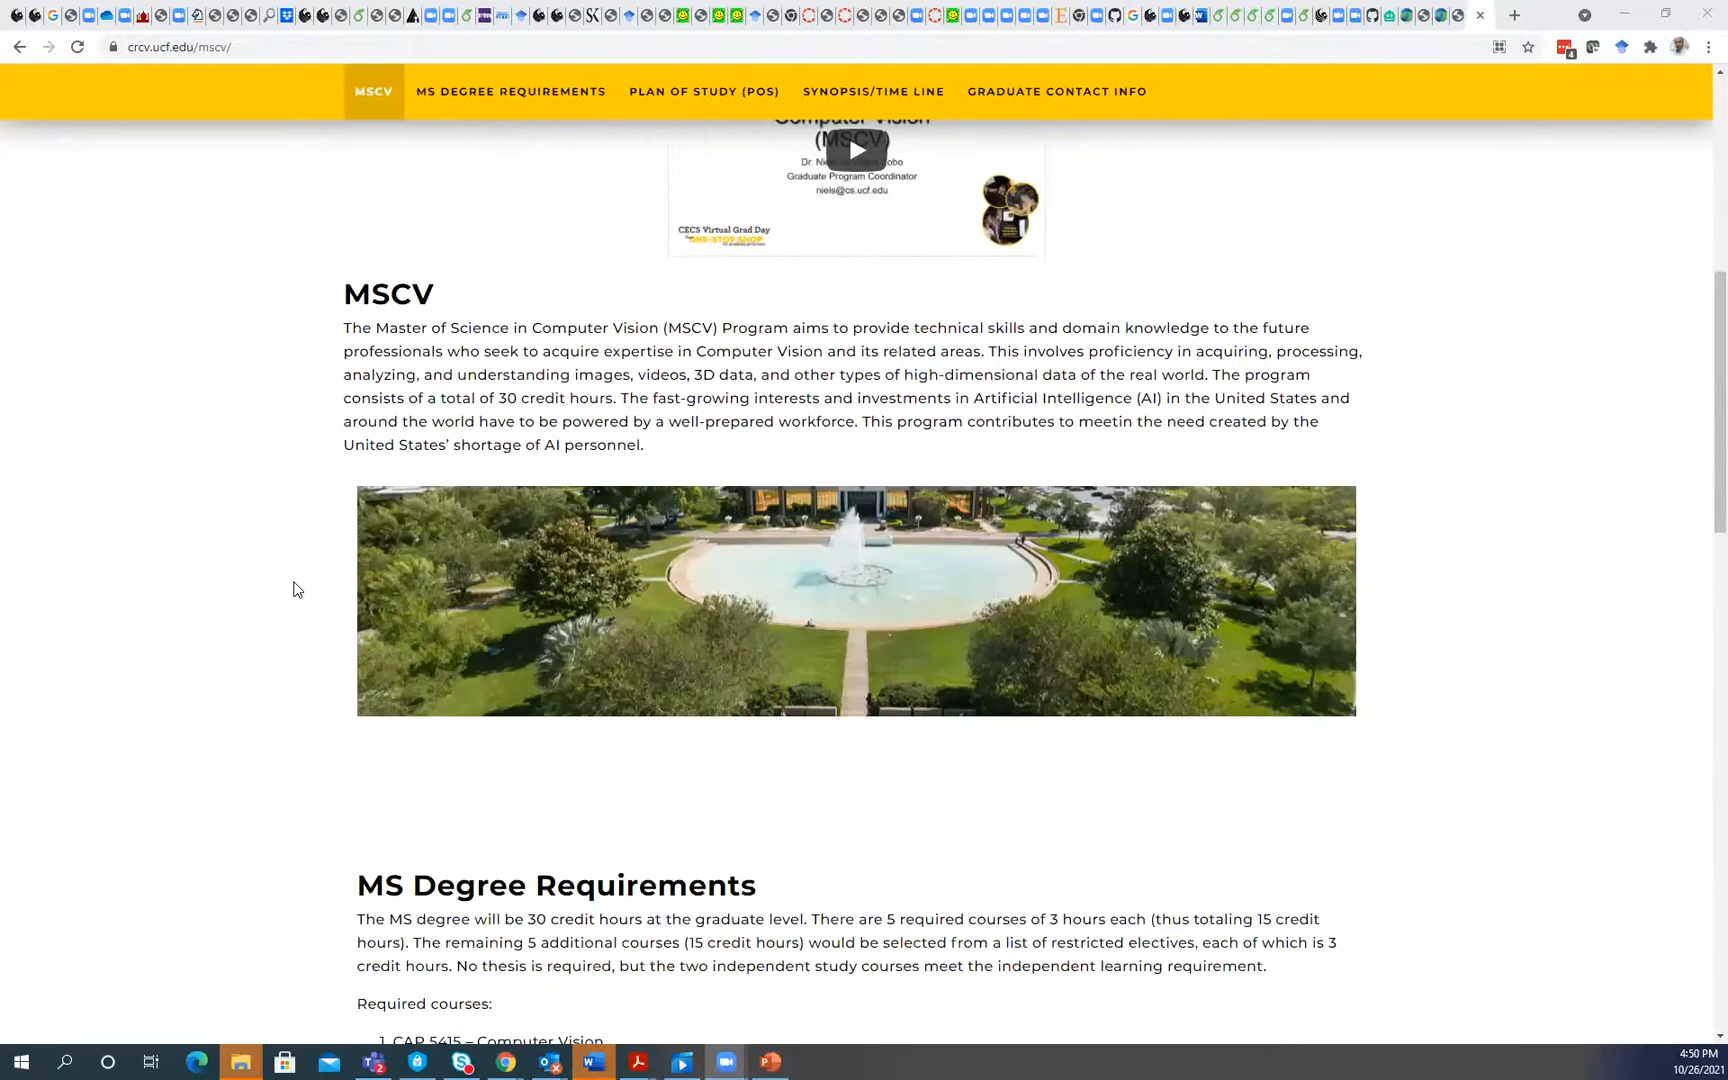 crcv.ucf.edu/mscv/
4
MSCV MS DEGREE REQUIREMENTS PLAN OF STUDY (POS) SYNOPSIS/TIME LINE GRADUATE CONTACT INFO
Computer Vision
(MSCV)
Graduate Program Coordinator
niels@cs.ucf.edu
CECS Virtual Grad Day
ONE-STOP SHOP
MSCV
The Master of Science in Computer Vision (MSCV) Program aims to provide technical skills and domain knowledge to the future
professionals who seek to acquire expertise in Computer Vision and its related areas. This involves proficiency in acquiring, processing,
analyzing, and understanding images, videos, 3D data, and other types of high-dimensional data of the real world. The program
consists of a total of 30 credit hours. The fast-growing interests and investments in Artificial Intelligence (AI) in the United States and
around the world have to be powered by a well-prepared workforce. This program contributes to meetin the need created by the
United States' shortage of AI personnel.
MS Degree Requirements
The MS degree will be 30 credit hours at the graduate level. There are 5 required courses of 3 hours each (thus totaling 15 credit
hours). The remaining 5 additional courses (15 credit hours) would be selected from a list of restricted electives, each of which is 3
credit hours. No thesis is required, but the two independent study courses meet the independent learning requirement.
Required courses:
1. CAP 5415 – Computer Vision
4:50 PM
10/26/2021